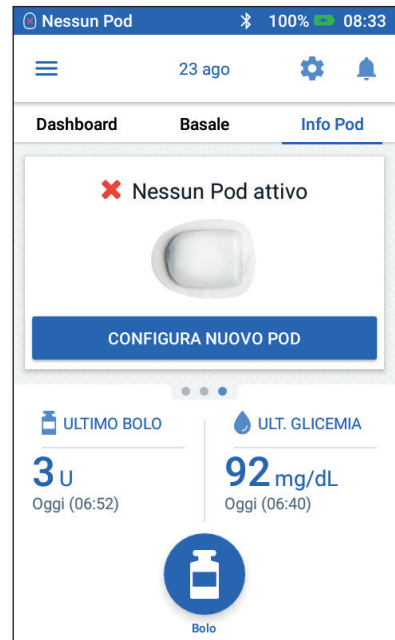 Nessun Pod 100% 08:33
23 ago
Dashboard Basale Info Pod
Nessun Pod attivo
CONFIGURA NUOVO POD
ULTIMO BOLO ULT. GLICEMIA
3 U 92 mg/dL
Oggi (06:52) Oggi (06:40)
Bolo